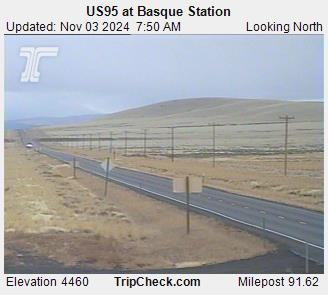 US95 at Basque Station
Updated: Nov 03 2024 7:50 AM Looking North
Elevation 4460 TripCheck.com Milepost 91.62